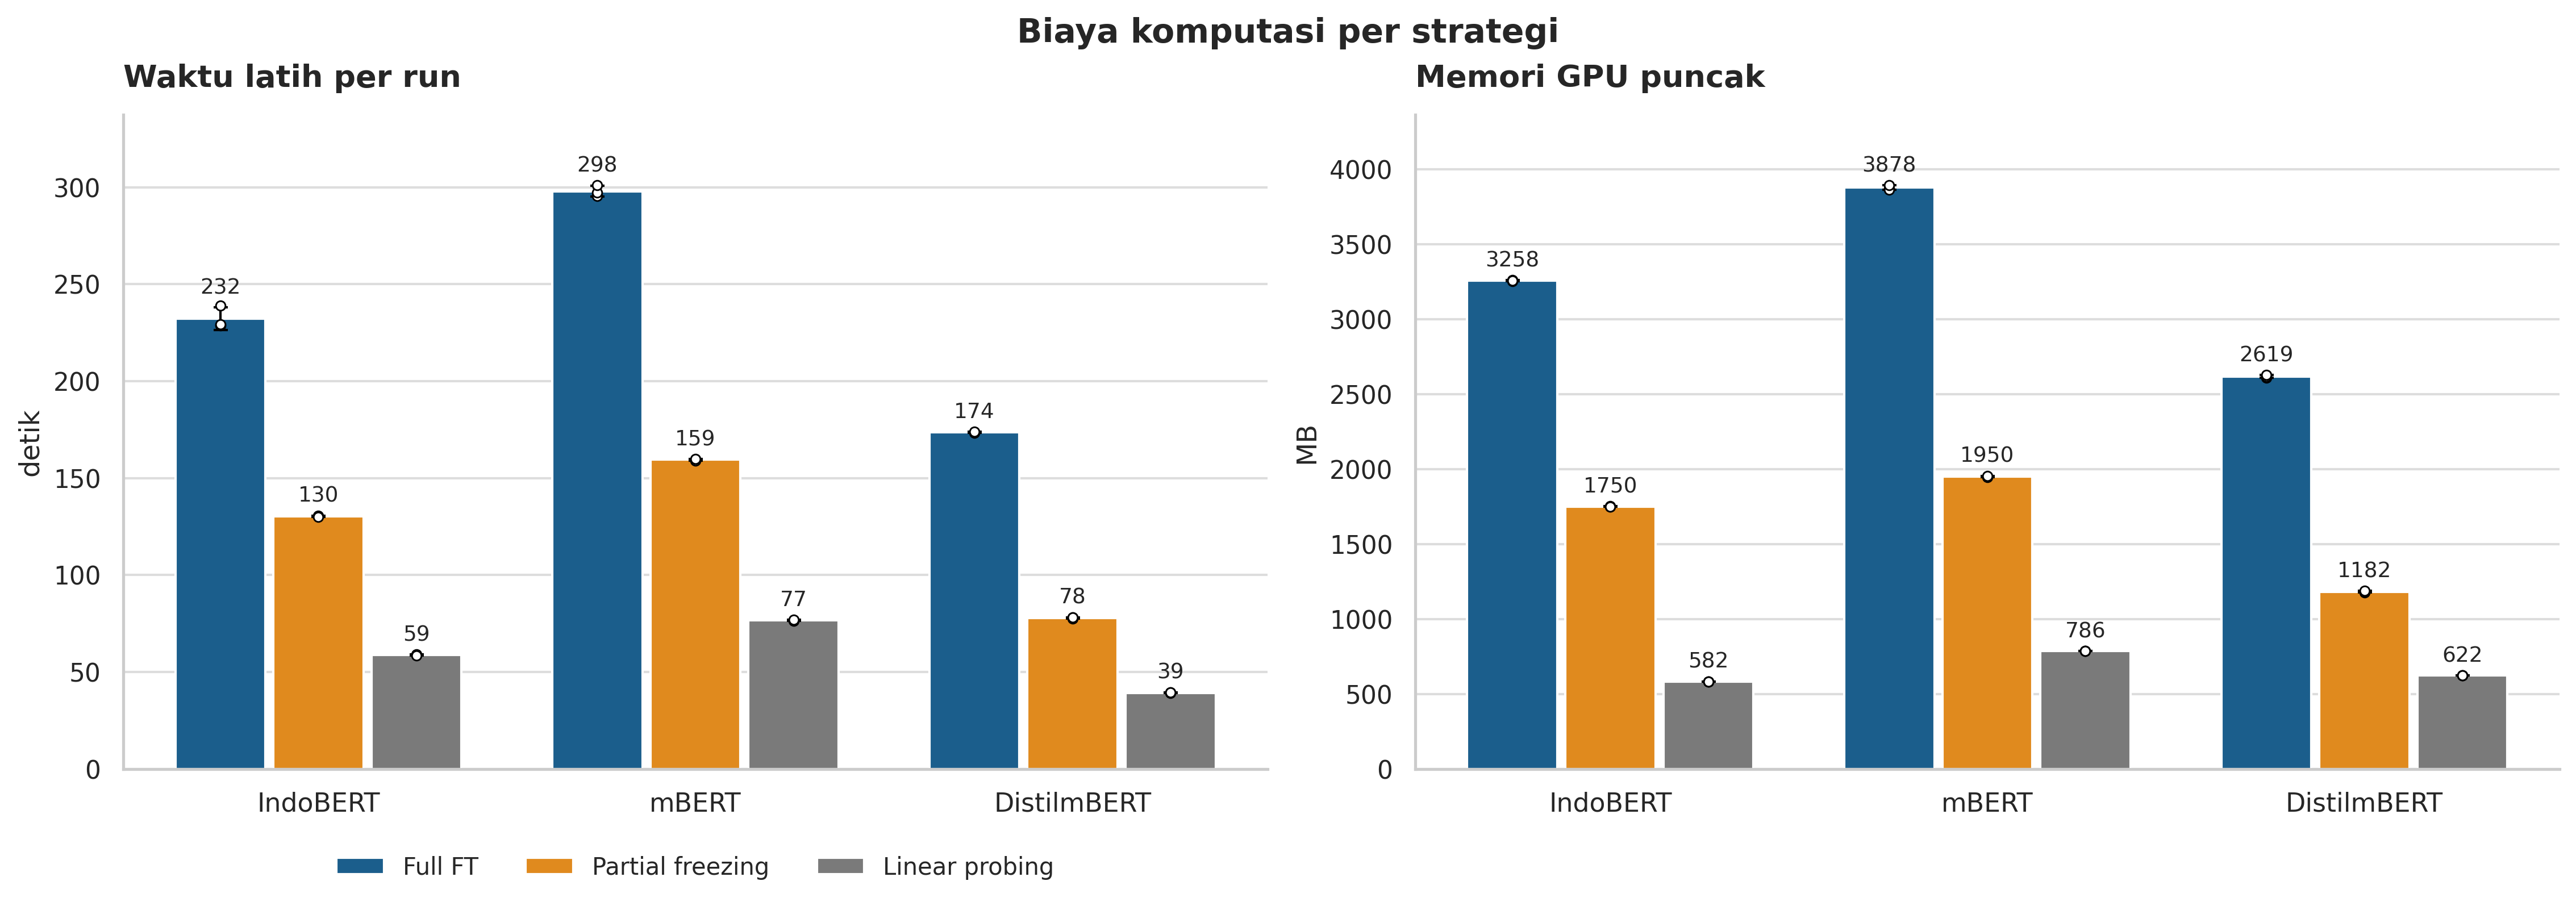 Biaya komputasi per strategi
Waktu latih per run
detik
300
250
200
150
100
50
0
232
130
59
298
159
77
174
78
39
IndoBERT
mBERT
DistilmBERT
Full FT
Partial freezing
Linear probing
Memori GPU puncak
MB
4000
3500
3000
2500
2000
1500
1000
500
0
3258
1750
582
3878
1950
786
2619
1182
622
IndoBERT
mBERT
DistilmBERT